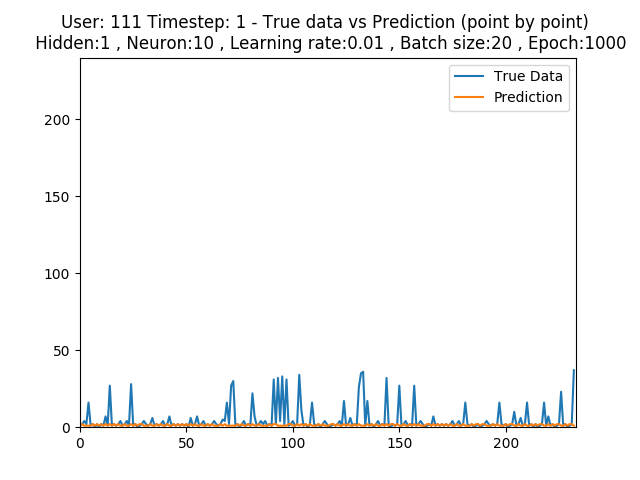 User: 111 Timestep: 1 - True data vs Prediction (point by point)
Hidden:1 , Neuron:10 , Learning rate:0.01 , Batch size:20 , Epoch:1000
True Data
Prediction
200
150
100
50
0
0 50 100 150 200